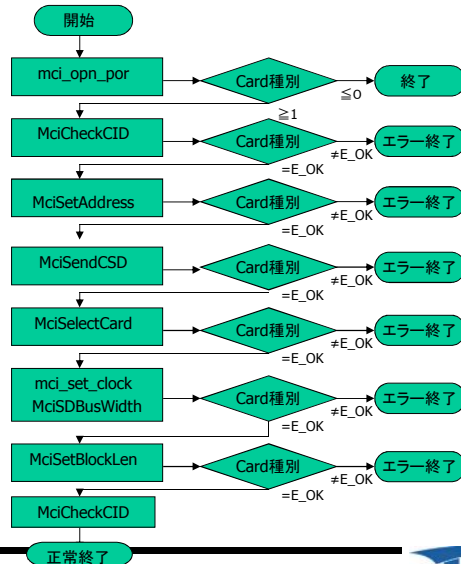 開始
mci_opn_por
Card種別
終了
≦0
≧1
MciCheckCID
Card種別
エラー終了
≠E_OK
=E_OK
MciSetAddress
Card種別
エラー終了
≠E_OK
=E_OK
MciSendCSD
Card種別
エラー終了
≠E_OK
=E_OK
MciSelectCard
Card種別
エラー終了
≠E_OK
=E_OK
mci_set_clock
MciSDBusWidth
Card種別
エラー終了
≠E_OK
=E_OK
MciSetBlockLen
Card種別
エラー終了
≠E_OK
=E_OK
MciCheckCID
正常終了